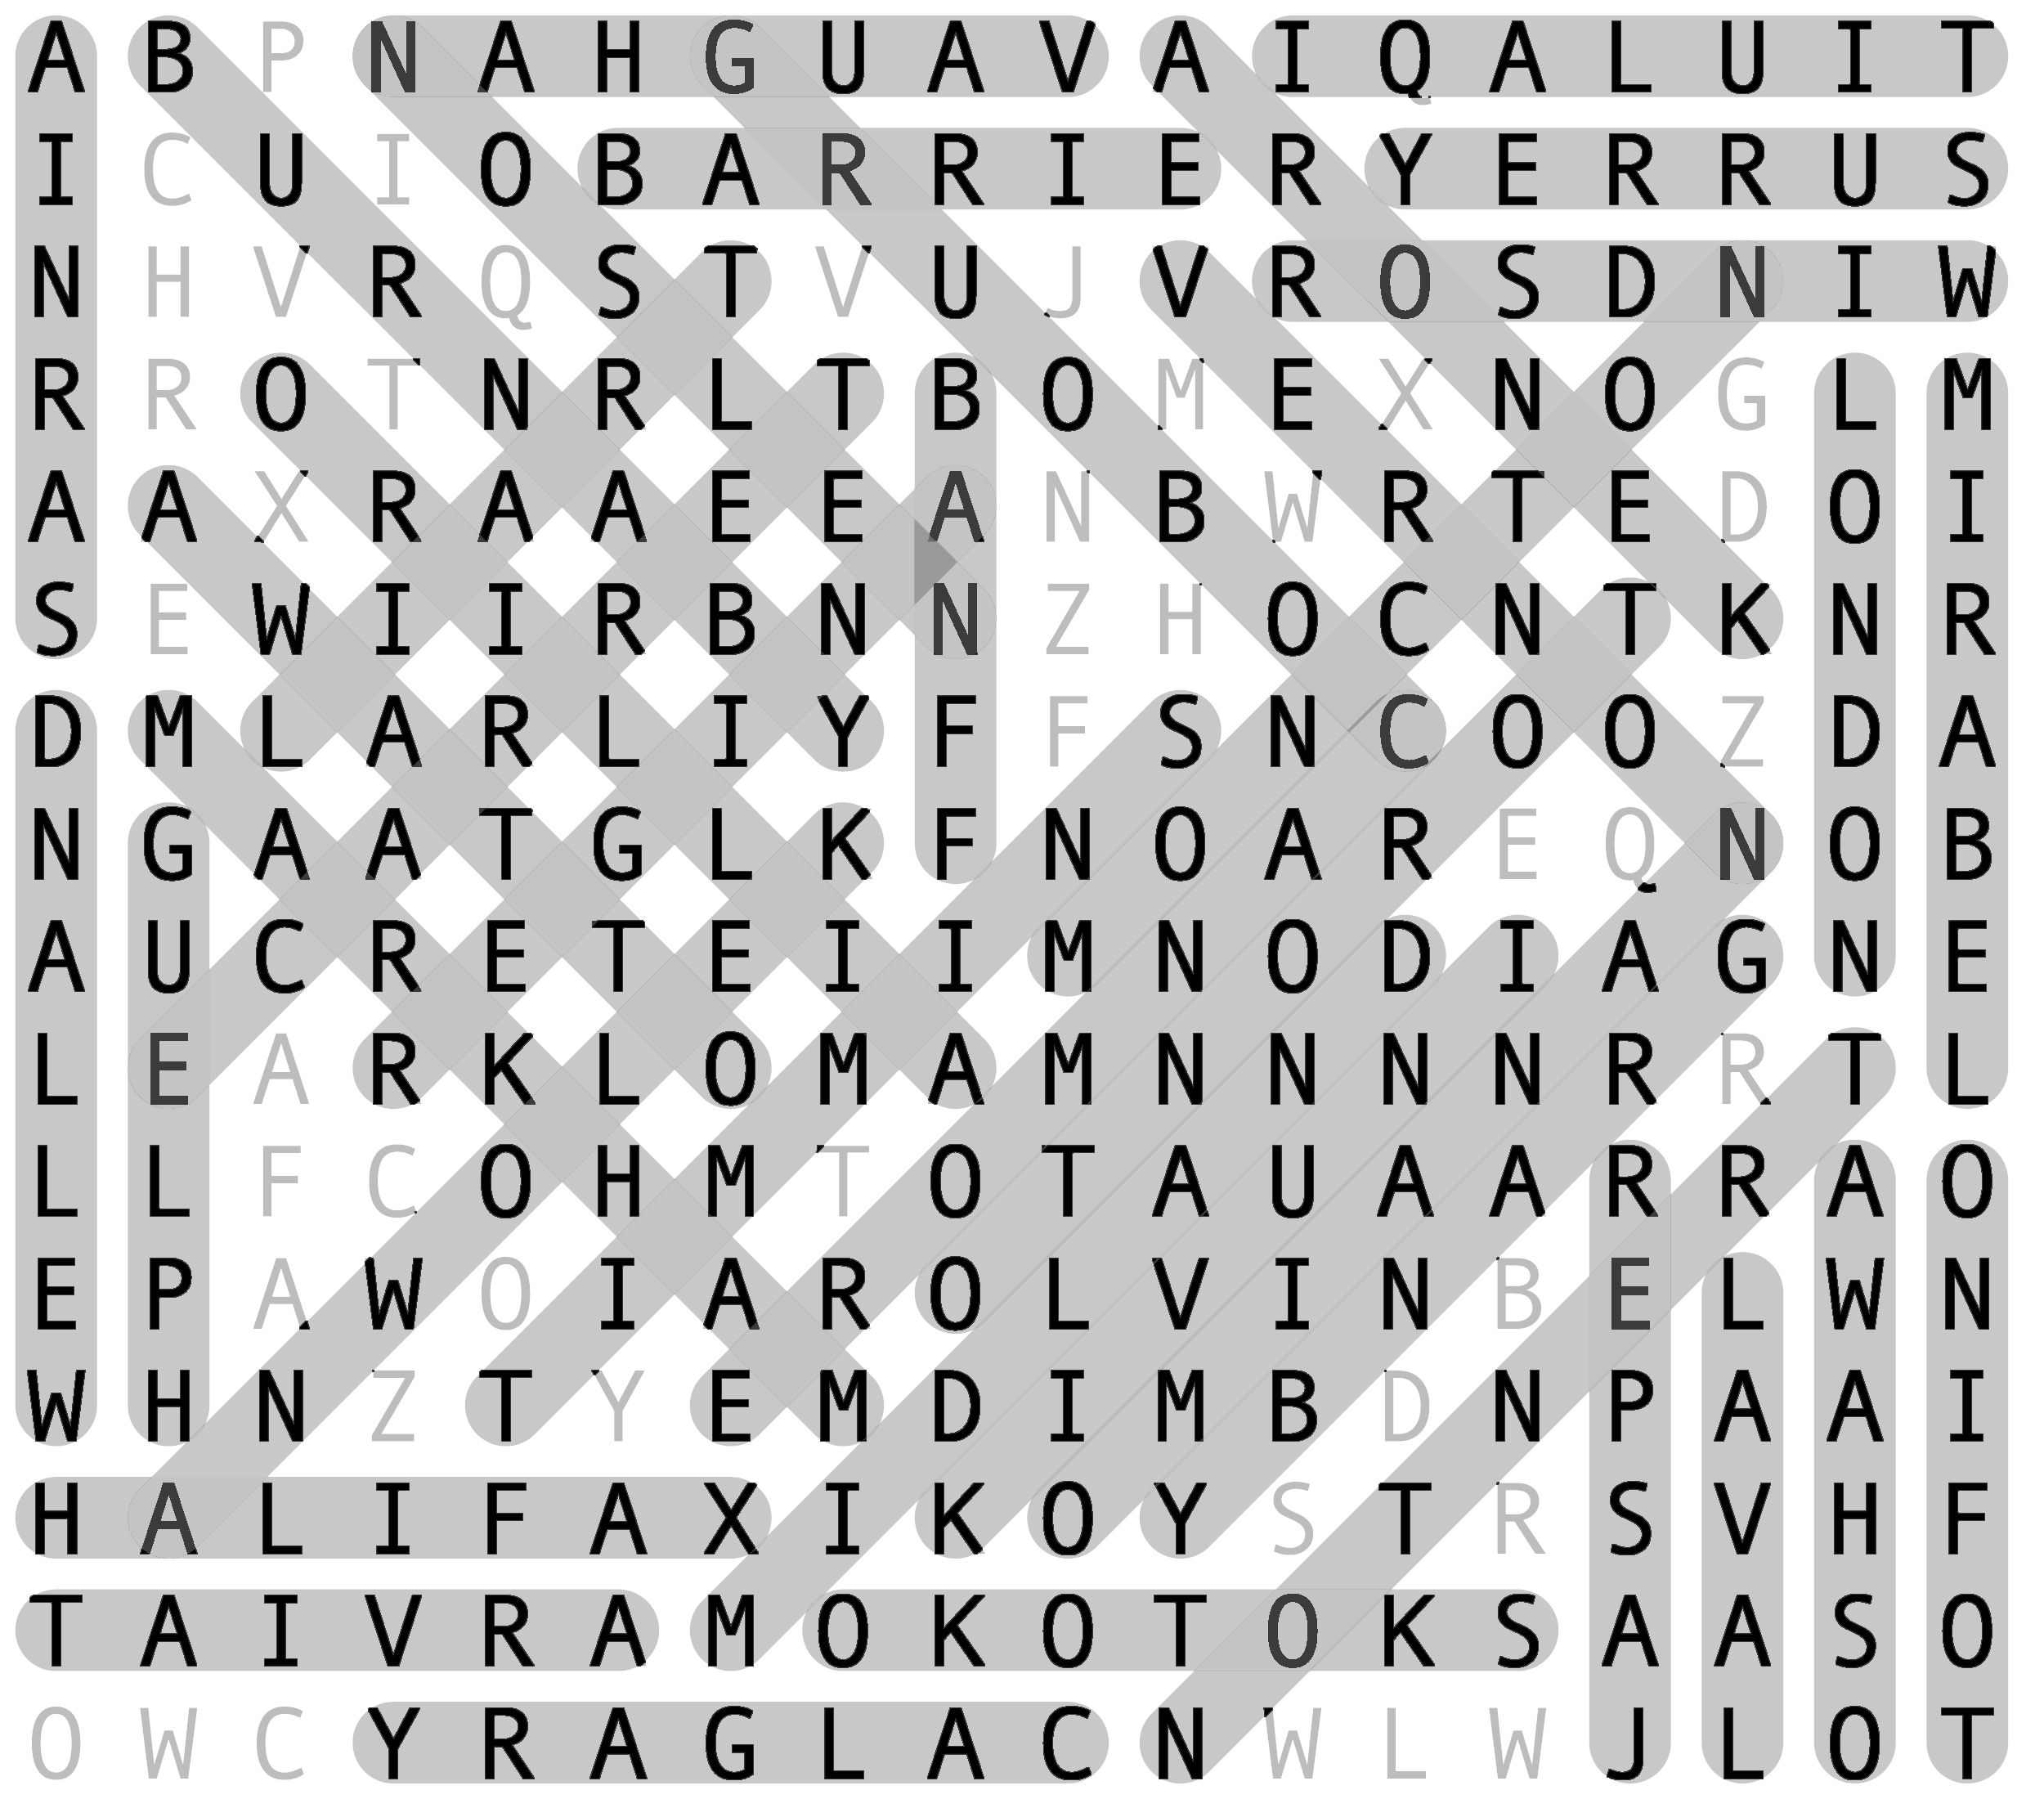 A B P N A H G U A V A I Q A L U I T
I C U I O B A R R I E R Y E R R U S
N H V R Q S T V U J V R O S D N I W
R R O T N R L T B O M E X N O G L M
A A X R A A E E A N B W R T E D O I
S E W I I R B N N Z H O C N T K N R
D M L A R L I Y F F S N C O O Z D A
N G A A T G L K F N O A R E Q N O B
A U C R E T E I I M N O D I A G N E
L E A R K L O M A M N N N N R R T L
L L F C O H M T O T A U A A R R A O
E P A W O I A R O L V I N B E L W N
W H N Z T Y E M D I M B D N P A A I
H A L I F A X I K O Y S T R S V H F
T A I V R A M O K O T O K S A A S O
O W C Y R A G L A C N W L W J L O T